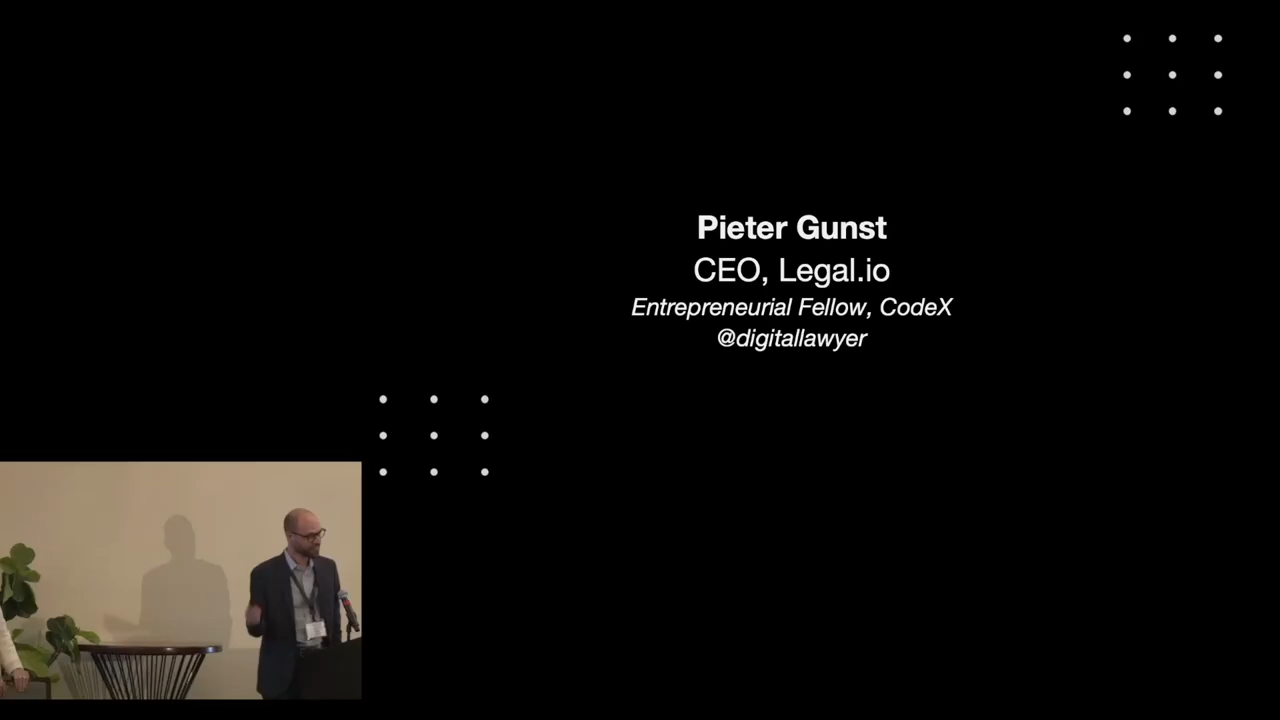 Pieter Gunst
CEO, Legal.io
Entrepreneurial Fellow, CodeX
@digitallawyer